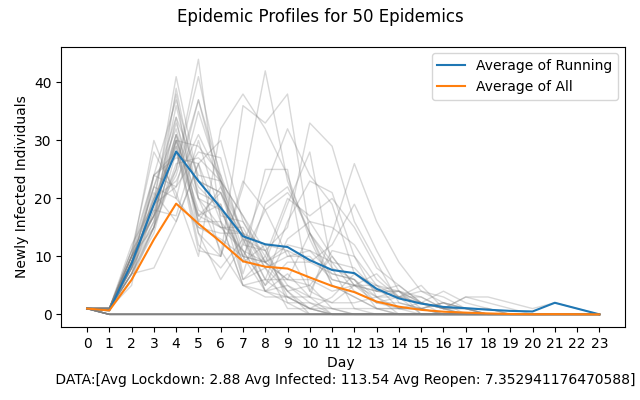 Epidemic Profiles for 50 Epidemics
Average of Running
Average of All
Newly Infected Individuals
40
30
20
10
0
0 1 2 3 4 5 6 7 8 9 10 11 12 13 14 15 16 17 18 19 20 21 22 23
Day
DATA:[Avg Lockdown: 2.88 Avg Infected: 113.54 Avg Reopen: 7.352941176470588]